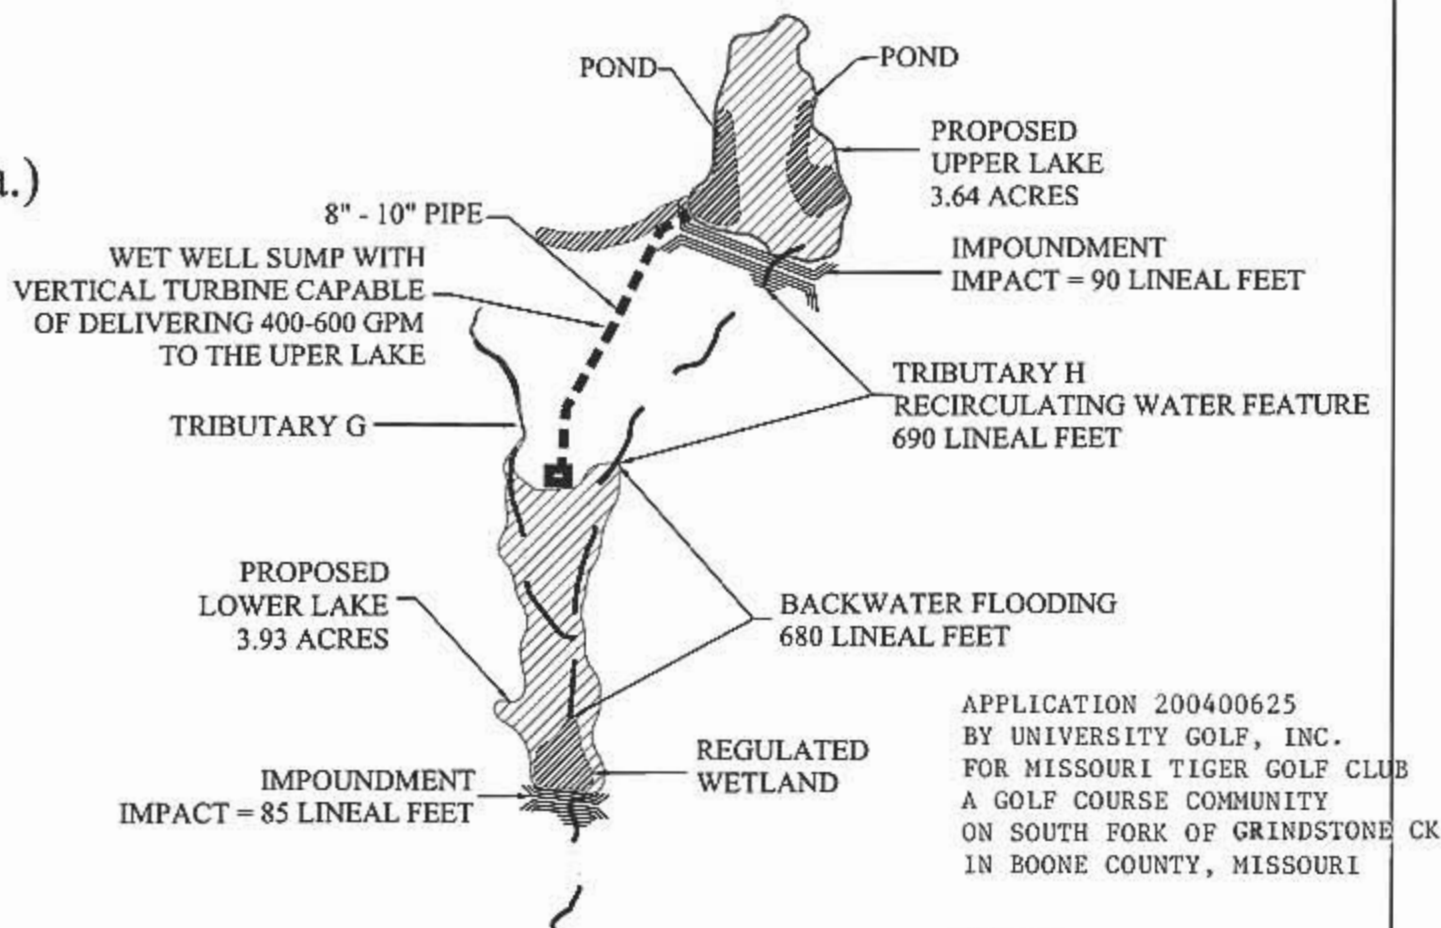 POND
POND
PROPOSED
UPPER LAKE
3.64 ACRES
.)
8" - 10" PIPE
IMPOUNDMENT
IMPACT = 90 LINEAL FEET
WET WELL SUMP WITH
VERTICAL TURBINE CAPABLE
OF DELIVERING 400-600 GPM
TO THE UPER LAKE
TRIBUTARY H
RECIRCULATING WATER FEATURE
690 LINEAL FEET
TRIBUTARY G
PROPOSED
LOWER LAKE
3.93 ACRES
BACKWATER FLOODING
680 LINEAL FEET
REGULATED
WETLAND
IMPOUNDMENT
IMPACT = 85 LINEAL FEET
APPLICATION 200400625
BY UNIVERSITY GOLF, INC.
FOR MISSOURI TIGER GOLF CLUB
A GOLF COURSE COMMUNITY
ON SOUTH FORK OF GRINDSTONE CK
IN BOONE COUNTY, MISSOURI